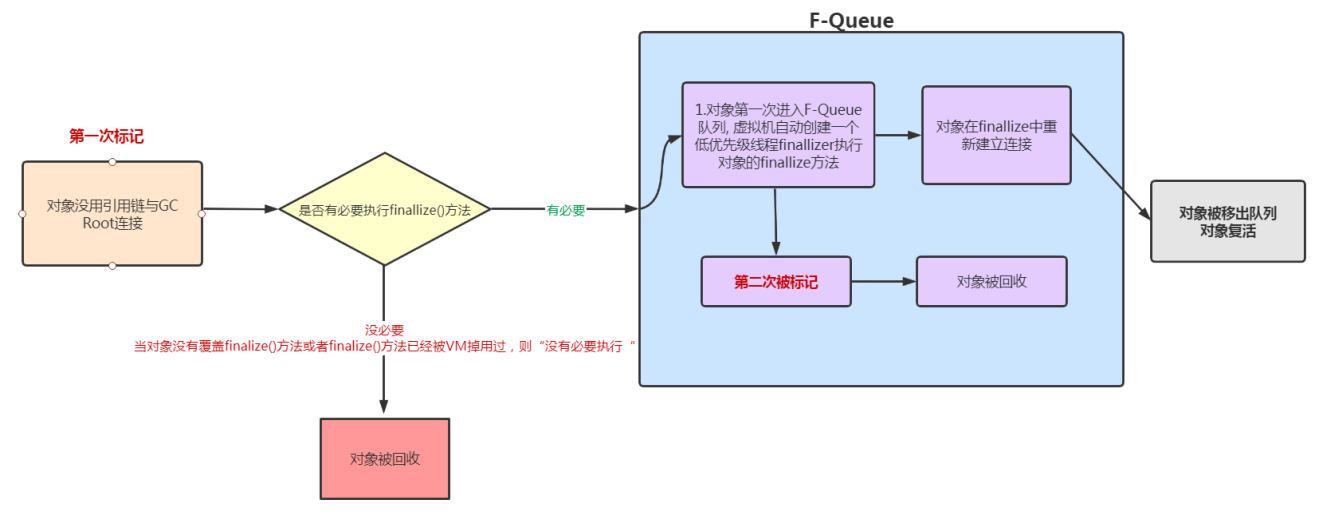 F-Queue
第一次标记
对象没用引用链与GC
Root连接
是否有必要执行finallize()方法
有必要
1.对象第一次进入F-Queue
队列, 虚拟机自动创建一个
低优先级线程finallizer执行
对象的finallize方法
对象在finallize中重
新建立连接
对象被移出队列
对象复活
第二次被标记
对象被回收
没必要
当对象没有覆盖finalize()方法或者finalize()方法已经被VM掉用过，则“没有必要执行“
对象被回收